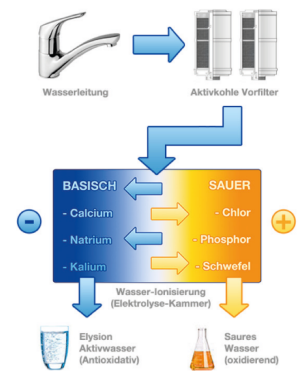 Wasserleitung
Aktivkohle Vorfilter
BASISCH
SAUER
- Calcium
- Chlor
- Natrium
- Phosphor
- Kalium
- Schwefel
Wasser-Ionisierung
(Elektrolyse-Kammer)
Elysion
Aktivwasser
(Antioxidativ)
Saures
Wasser
(oxidierend)